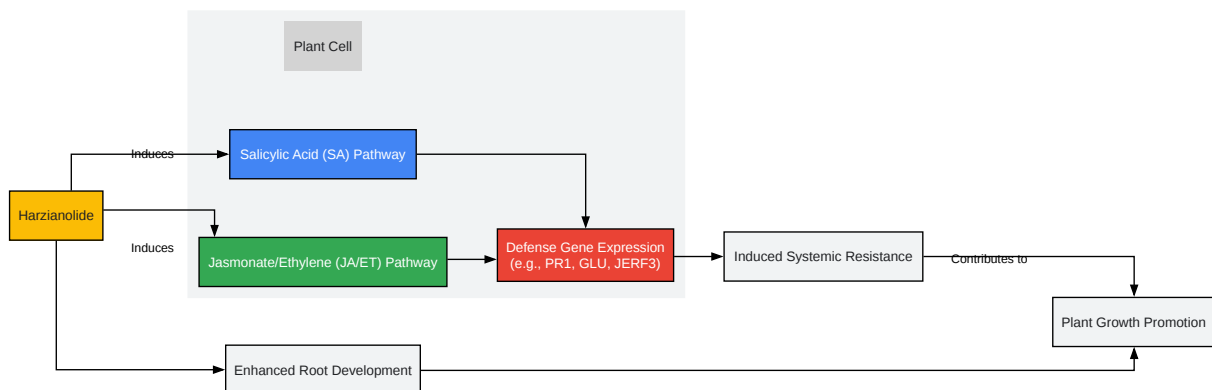 Plant Cell
Induces
Salicylic Acid (SA) Pathway
Harzianolide
Induces
Jasmonate/Ethylene (JA/ET) Pathway
Defense Gene Expression
(e.g., PR1, GLU, JERF3)
Induced Systemic Resistance
Contributes to
Plant Growth Promotion
Enhanced Root Development